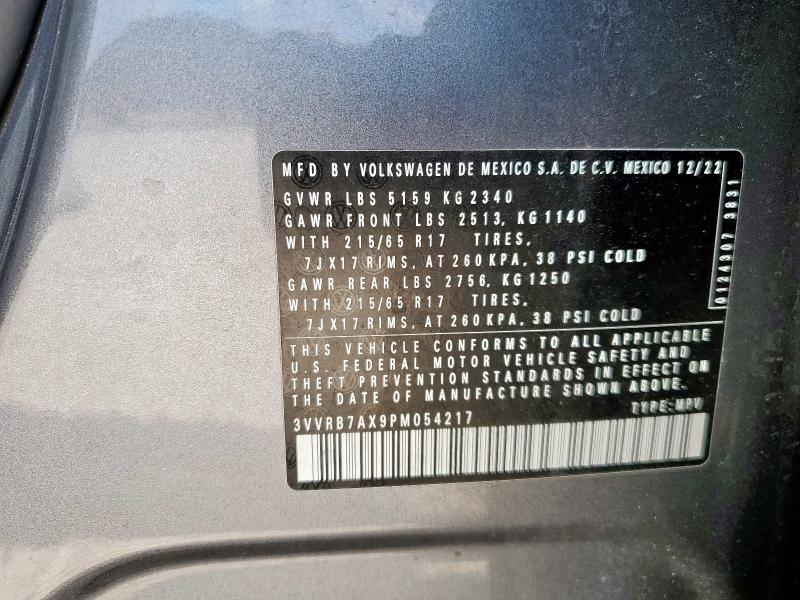 MFD BY VOLKSWAGEN DE MEXICO S.A. DE C.V. MEXICO 12/22
GVWR LBS 5159 KG 2340
GAWR FRONT LBS 2513, KG 1140
WITH 215/65 R17 TIRES,
7JX17 RIMS, AT 260 KPA, 38 PSI COLD
GAWR REAR LBS 2756, KG 1250
WITH 215/65 R17 TIRES,
7JX17 RIMS, AT 260 KPA, 38 PSI COLD
THIS VEHICLE CONFORMS TO ALL APPLICABLE
U.S. FEDERAL MOTOR VEHICLE SAFETY AND
THEFT PREVENTION STANDARDS IN EFFECT ON
THE DATE OF MANUFACTURE SHOWN ABOVE.
3VVRB7AX9PM054217 TYPE: MPV
0124307 3831